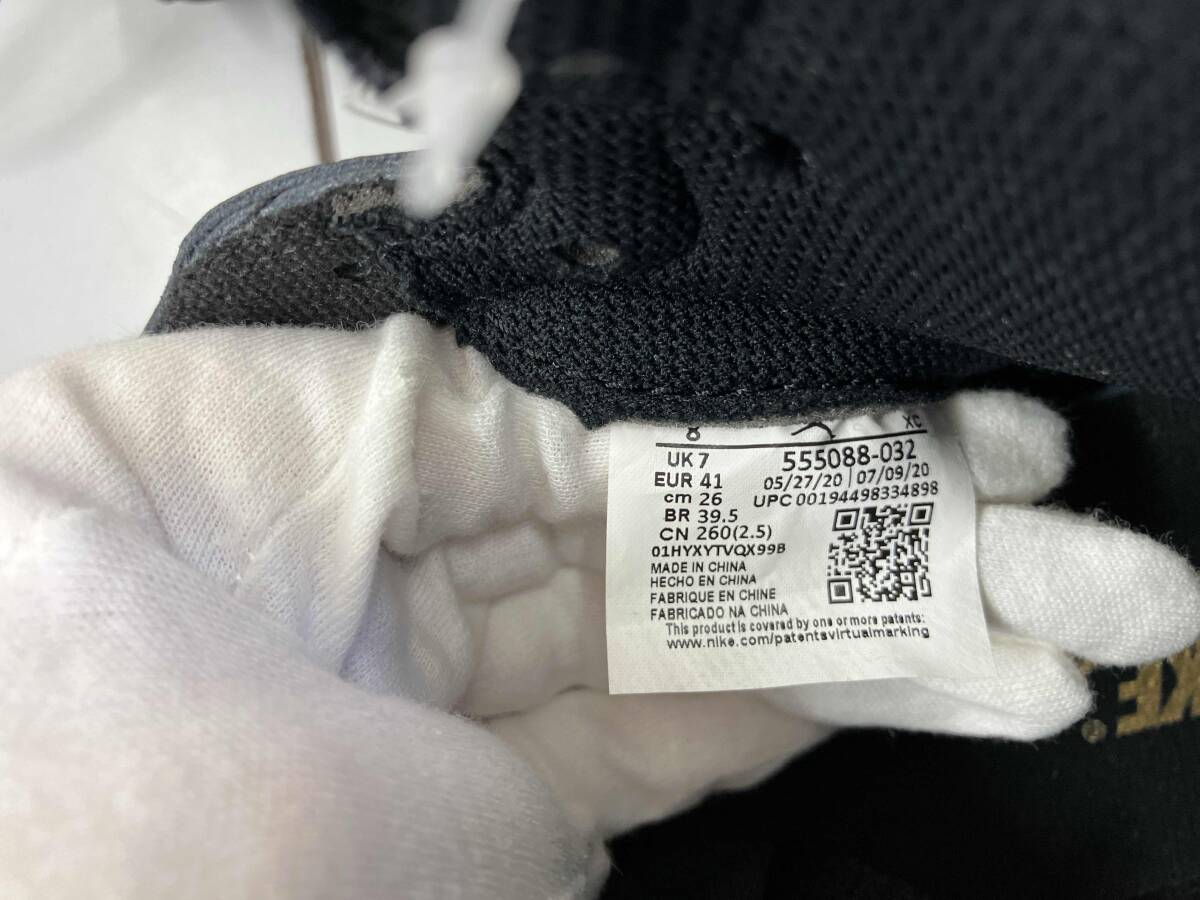 8 XC
UK 7 555088-032
EUR 41 05/27/20 07/09/20
cm 26 UPC 00194498334898
BR 39.5
CN 260(2.5)
01HYXYTVQX99B
MADE IN CHINA
HECHO EN CHINA
FABRIQUE EN CHINE
FABRICADO NA CHINA
This product is covered by one or more patents:
www.nike.com/patentsvirtualmarking
KE®